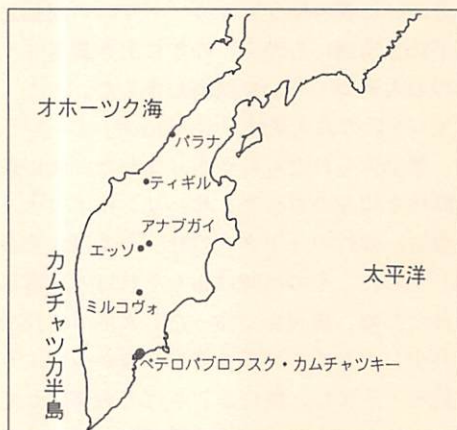 オホーツク海
パラナ
ティギル
アナブガイ
エッソ
ミルコヴォ
カムチャツカ半島
太平洋
ペテロパブロフスク・カムチャツキー